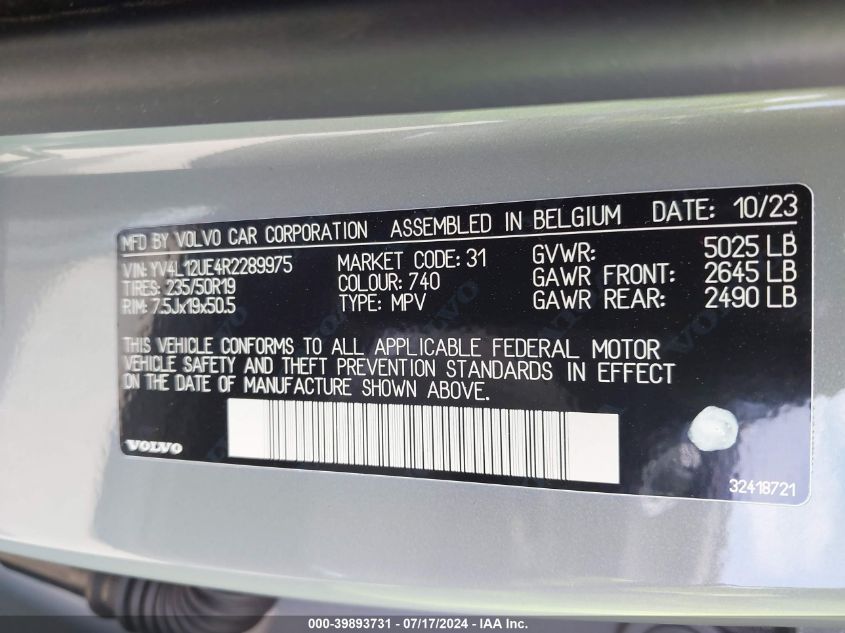 MFD BY VOLVO CAR CORPORATION ASSEMBLED IN BELGIUM DATE: 10/23
VIN: YV4L12UE4R2289975 MARKET CODE: 31 GVWR: 5025 LB
TIRES: 235/50R19 COLOUR: 740 GAWR FRONT: 2645 LB
RIM: 7.5Jx19x50.5 TYPE: MPV GAWR REAR: 2490 LB
THIS VEHICLE CONFORMS TO ALL APPLICABLE FEDERAL MOTOR
VEHICLE SAFETY AND THEFT PREVENTION STANDARDS IN EFFECT
ON THE DATE OF MANUFACTURE SHOWN ABOVE.
VOLVO
32418721
000-39893731 - 07/17/2024 - IAA Inc.